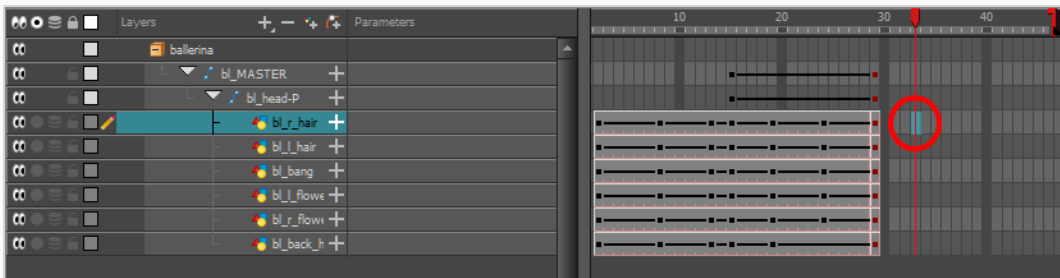 Layers Parameters 10 20 30 40
ballerina
bl_MASTER
bl_head-P
bl_r_hair
bl_l_hair
bl_bang
bl_l_flowe
bl_r_flowe
bl_back_h